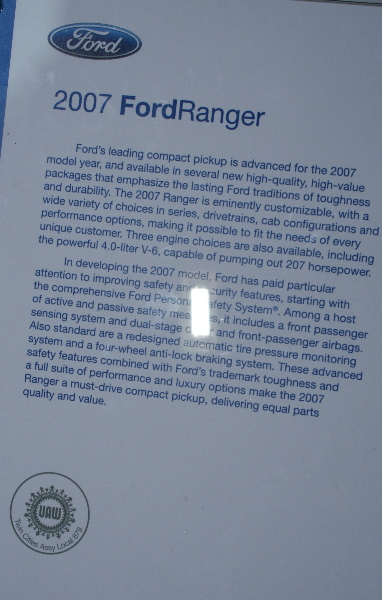 Ford
2007 FordRanger
Ford's leading compact pickup is advanced for the 2007
model year, and available in several new high-quality, high-value
packages that emphasize the lasting Ford traditions of toughness
and durability. The 2007 Ranger is eminently customizable, with a
wide variety of choices in series, drivetrains, cab configurations and
performance options, making it possible to fit the needs of every
unique customer. Three engine choices are also available, including
the powerful 4.0-liter V-6, capable of pumping out 207 horsepower.
In developing the 2007 model, Ford has paid particular
attention to improving safety and security features, starting with
the comprehensive Ford Personal Safety System®. Among a host
of active and passive safety measures, it includes a front passenger
sensing system and dual-stage and front-passenger airbags.
Also standard are a redesigned automatic tire pressure monitoring
system and a four-wheel anti-lock braking system. These advanced
safety features combined with Ford's trademark toughness and
a full suite of performance and luxury options make the 2007
Ranger a must-drive compact pickup, delivering equal parts
quality and value.
UAW
Twin Cities Assy Local 879